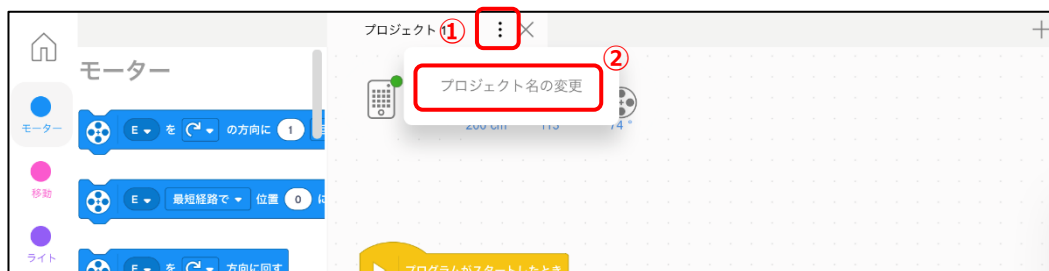 プロジェクト 1
①
②
プロジェクト名の変更
200 cm 113 74 °
モーター
モーター
移動
ライト
E を の方向に 1
E 最短経路で 位置 0 に
E を 方向に回す
プログラムがスタートしたとき